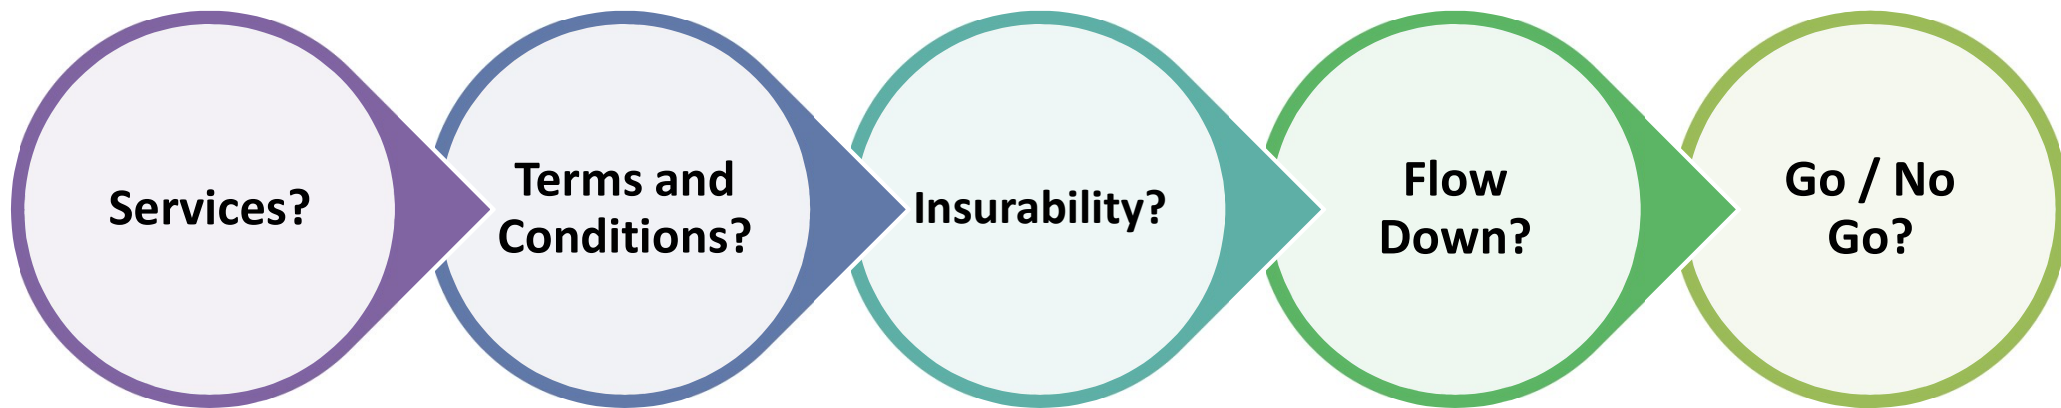 Services?
Terms and
Conditions?
Insurability?
Flow
Down?
Go / No
Go?